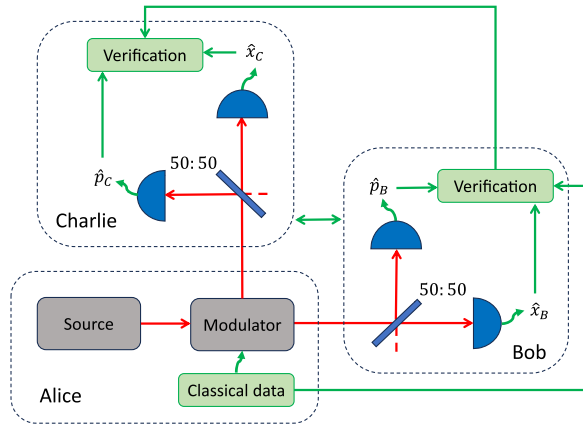 Verification
x̂_C
50:50
p̂_C
Charlie
p̂_B
Verification
50:50
x̂_B
Bob
Source
Modulator
Classical data
Alice